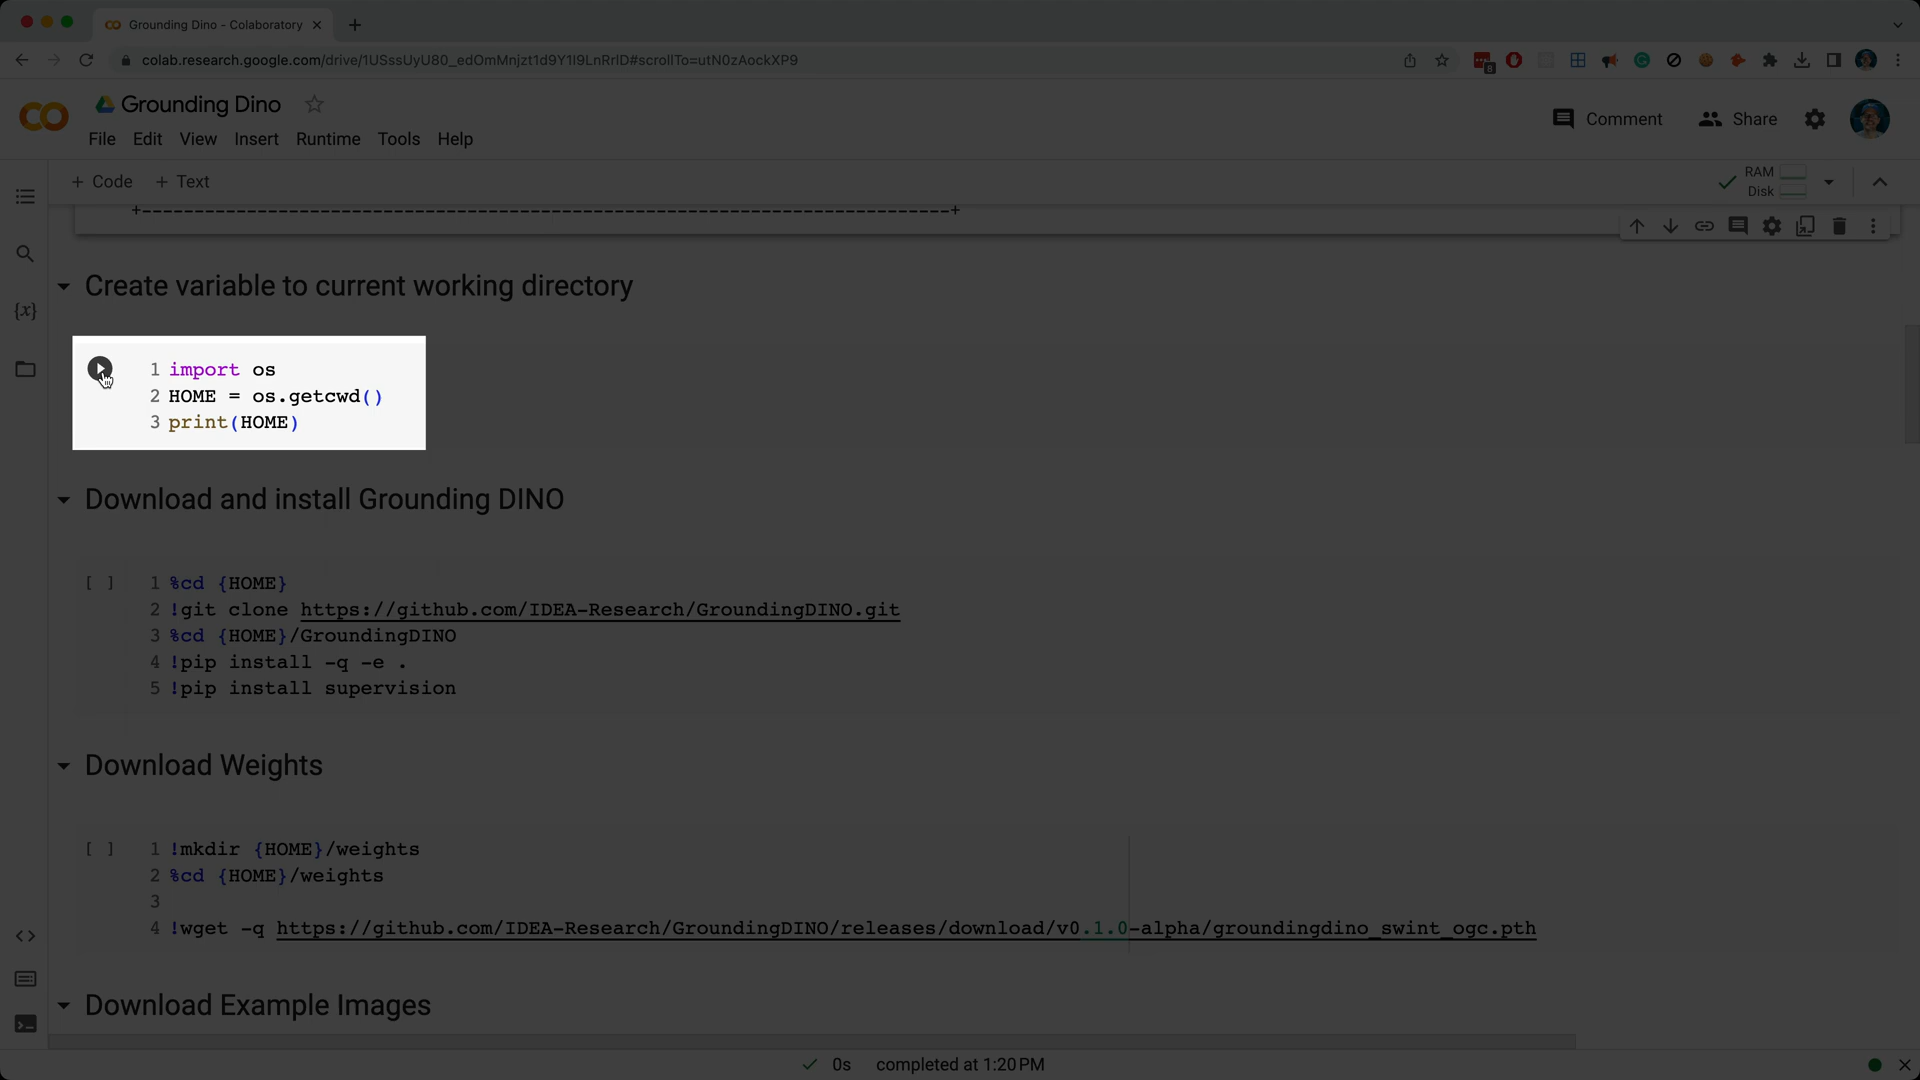 Grounding Dino - Colaboratory
colab.research.google.com/drive/1USssUyU80_edOmMnjzt1d9Y1I9LnRrID#scrollTo=utN0zAockXP9
8
Grounding Dino
File Edit View Insert Runtime Tools Help
Comment Share
+ Code + Text
RAM
Disk
+-----------------------------------------------------------------------------+
Create variable to current working directory
{x}
1 import os
2 HOME = os.getcwd()
3 print(HOME)
Download and install Grounding DINO
[ ] 1 %cd {HOME}
2 !git clone https://github.com/IDEA-Research/GroundingDINO.git
3 %cd {HOME}/GroundingDINO
4 !pip install -q -e .
5 !pip install supervision
Download Weights
[ ] 1 !mkdir {HOME}/weights
2 %cd {HOME}/weights
3
4 !wget -q https://github.com/IDEA-Research/GroundingDINO/releases/download/v0.1.0-alpha/groundingdino_swint_ogc.pth
Download Example Images
0s completed at 1:20 PM